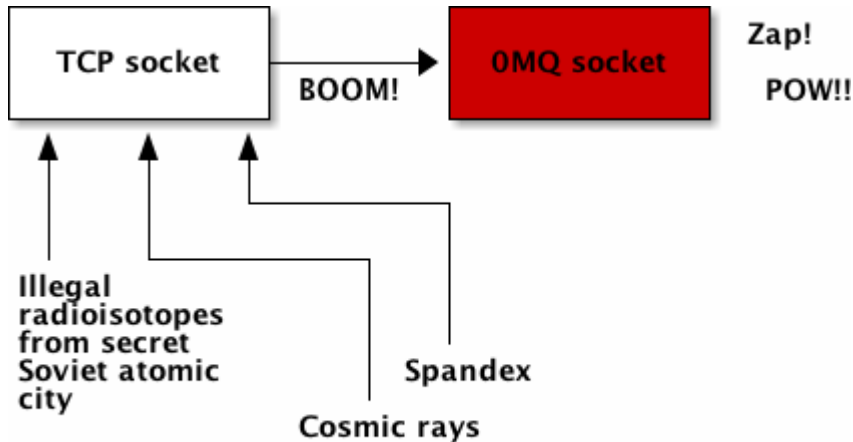 TCP socket
BOOM!
0MQ socket
Zap!
POW!!
Illegal
radioisotopes
from secret
Soviet atomic
city
Spandex
Cosmic rays